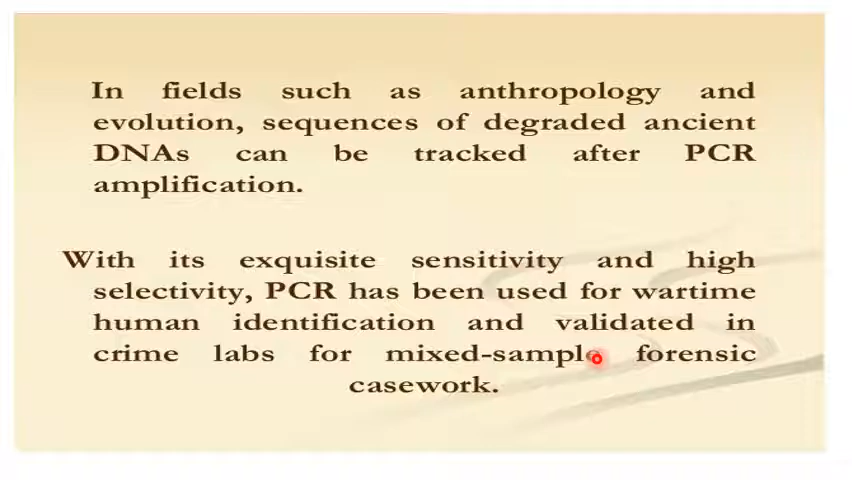 In fields such as anthropology and
evolution, sequences of degraded ancient
DNAs can be tracked after PCR
amplification.
With its exquisite sensitivity and high
selectivity, PCR has been used for wartime
human identification and validated in
crime labs for mixed-sample forensic
casework.